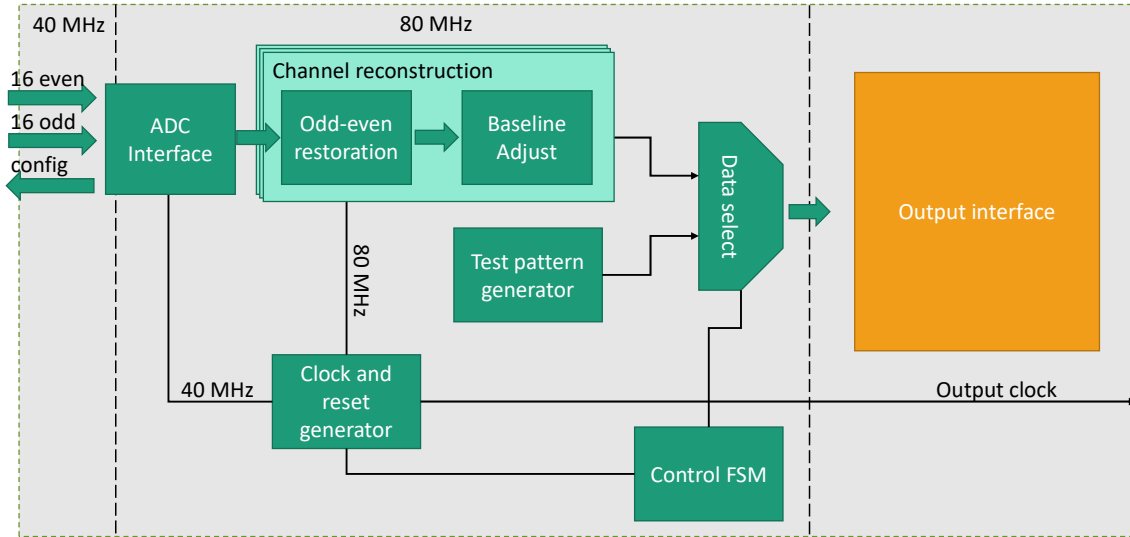 40 MHz
80 MHz
16 even
16 odd
config
ADC
Interface
Channel reconstruction
Odd-even
restoration
Baseline
Adjust
Data select
Output interface
Test pattern
generator
80 MHz
40 MHz
Clock and
reset
generator
Output clock
Control FSM